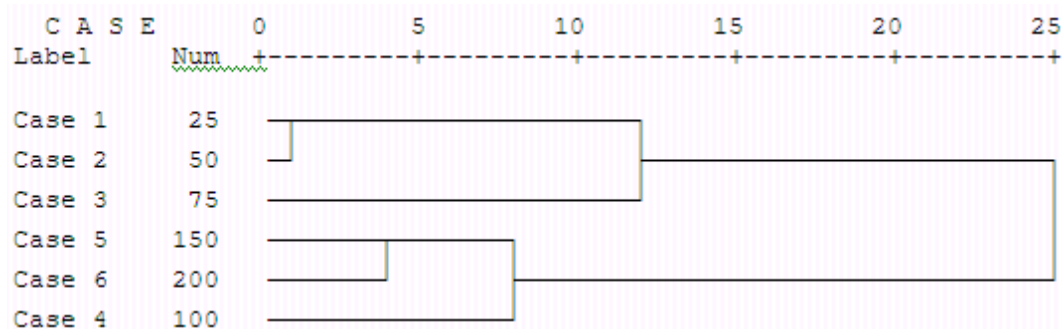 C A S E 0 5 10 15 20 25
Label Num +---------+---------+---------+---------+---------+
Case 1 25
Case 2 50
Case 3 75
Case 5 150
Case 6 200
Case 4 100